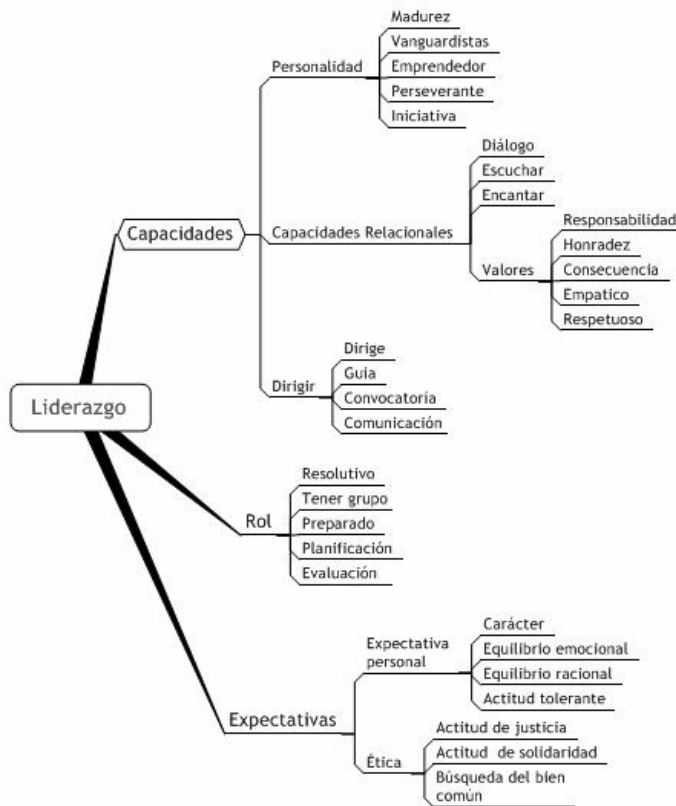 Liderazgo
Capacidades
Personalidad
Madurez
Vanguardistas
Emprendedor
Perseverante
Iniciativa
Capacidades Relacionales
Diálogo
Escuchar
Encantar
Valores
Responsabilidad
Honradez
Consecuencia
Empatico
Respetuoso
Dirigir
Dirige
Guia
Convocatoria
Comunicación
Rol
Resolutivo
Tener grupo
Preparado
Planificación
Evaluación
Expectativas
Expectativa
personal
Carácter
Equilibrio emocional
Equilibrio racional
Actitud tolerante
Ética
Actitud de justicia
Actitud de solidaridad
Búsqueda del bien
común